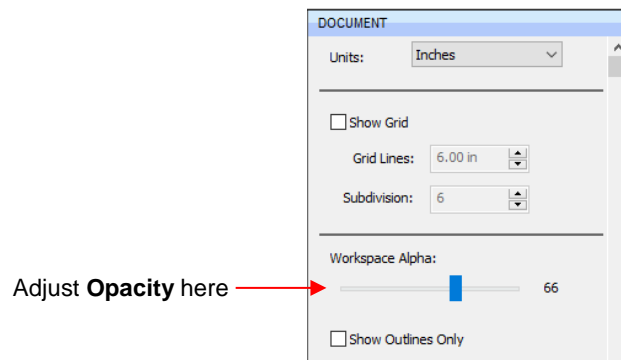 DOCUMENT
Units: Inches
Show Grid
Grid Lines: 6.00 in
Subdivision: 6
Workspace Alpha:
Adjust Opacity here
66
Show Outlines Only